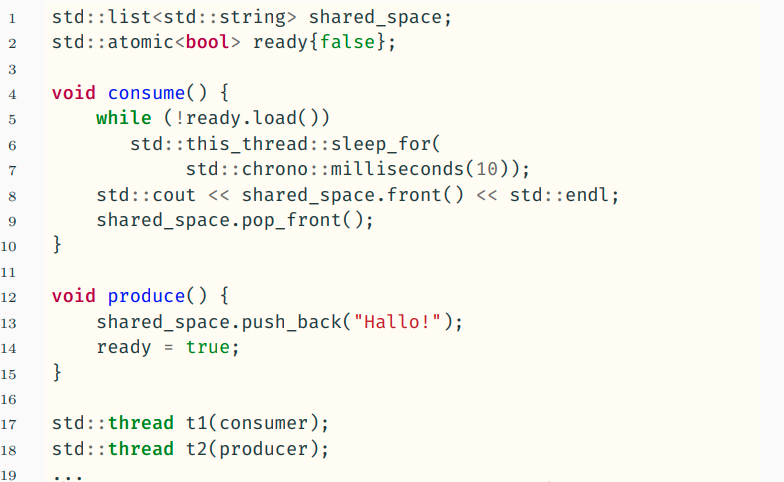 1 std::list<std::string> shared_space;
2 std::atomic<bool> ready{false};
3
4 void consume() {
5     while (!ready.load())
6        std::this_thread::sleep_for(
7             std::chrono::milliseconds(10));
8     std::cout << shared_space.front() << std::endl;
9     shared_space.pop_front();
10 }
11
12 void produce() {
13     shared_space.push_back("Hallo!");
14     ready = true;
15 }
16
17 std::thread t1(consumer);
18 std::thread t2(producer);
19 ...